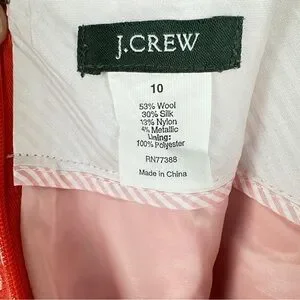 J.CREW
10
53% Wool
30% Silk
13% Nylon
4% Metallic
Lining:
100% Polyester
RN77388
Made in China